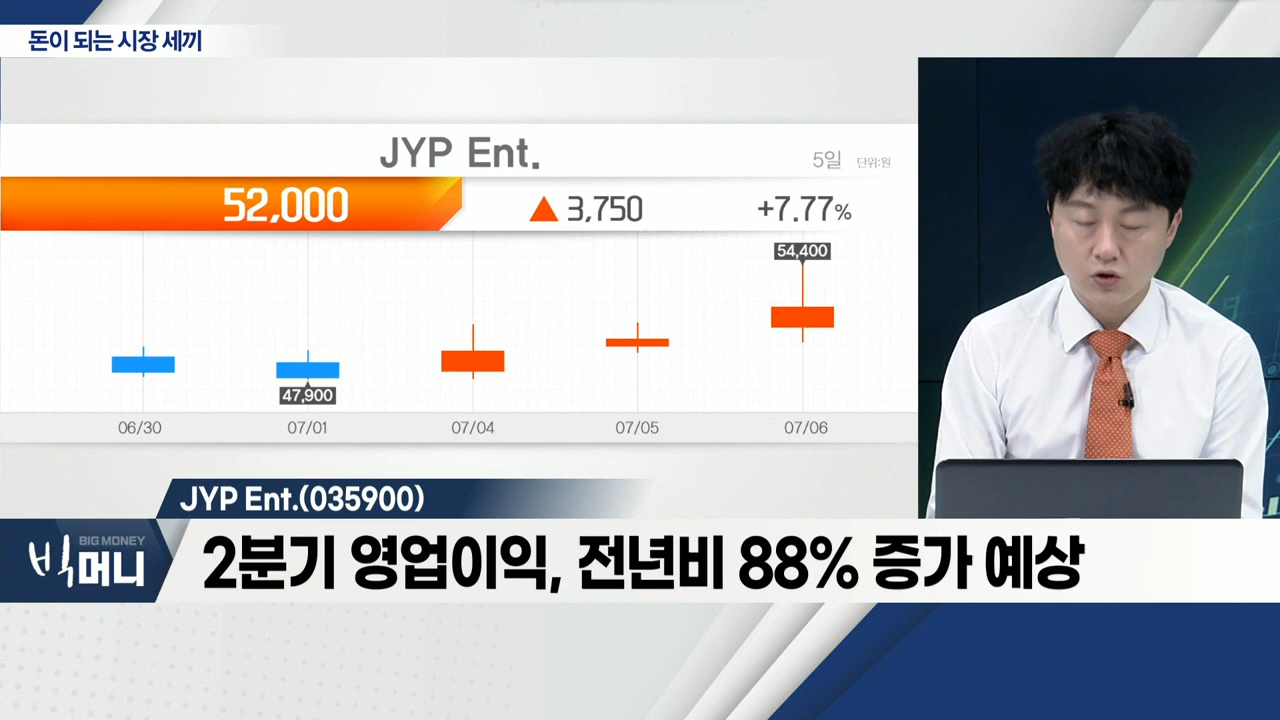 돈이 되는 시장 세끼
JYP Ent.
5일 단위:원
52,000 ▲ 3,750 +7.77%
54,400
47,900
06/30 07/01 07/04 07/05 07/06
JYP Ent.(035900)
BIG MONEY
빅머니
2분기 영업이익, 전년비 88% 증가 예상